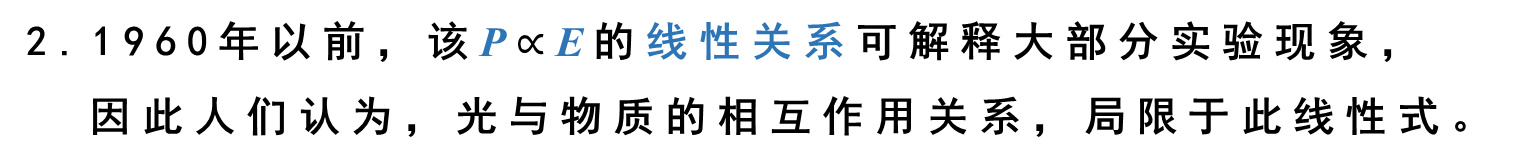 2.1960年以前，该P∝E的线性关系可解释大部分实验现象，
因此人们认为，光与物质的相互作用关系，局限于此线性式。